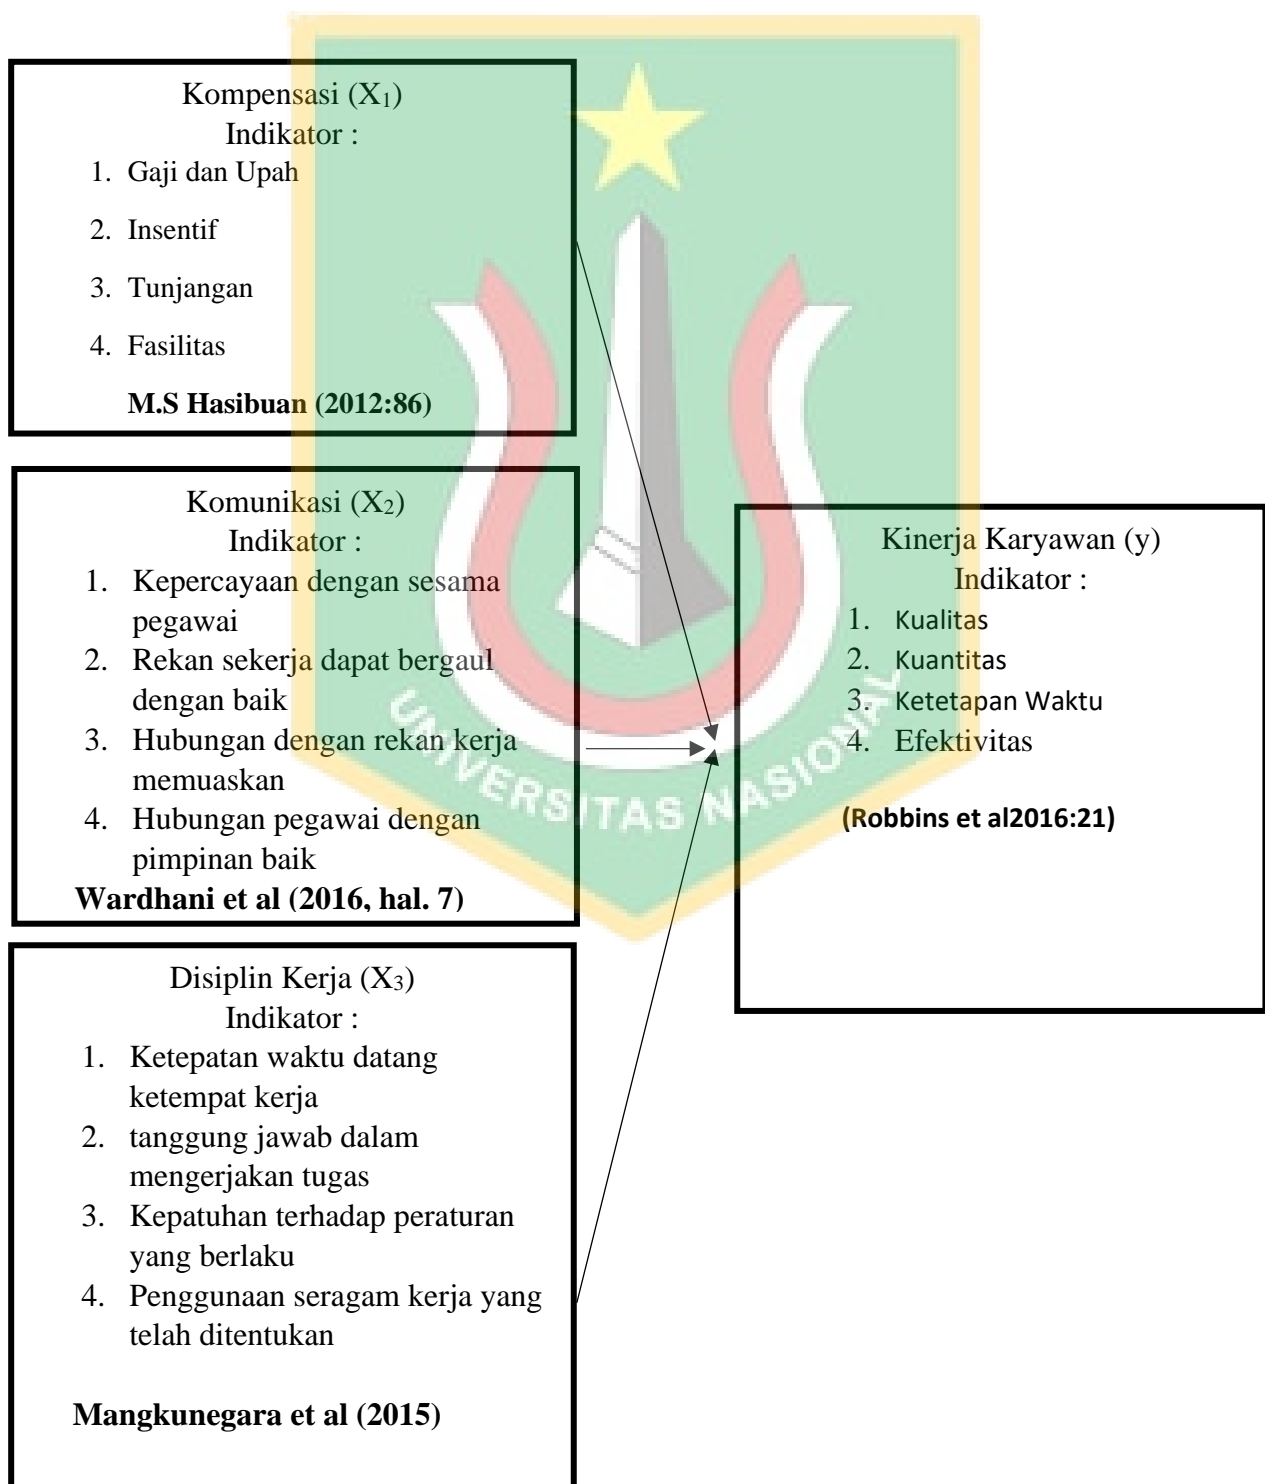 Kompensasi (X₁)
Indikator :
1. Gaji dan Upah
2. Insentif
3. Tunjangan
4. Fasilitas
M.S Hasibuan (2012:86)
Komunikasi (X₂)
Indikator :
1. Kepercayaan dengan sesama
pegawai
2. Rekan sekerja dapat bergaul
dengan baik
3. Hubungan dengan rekan kerja
memuaskan
4. Hubungan pegawai dengan
pimpinan baik
Wardhani et al (2016, hal. 7)
Disiplin Kerja (X₃)
Indikator :
1. Ketepatan waktu datang
ketempat kerja
2. tanggung jawab dalam
mengerjakan tugas
3. Kepatuhan terhadap peraturan
yang berlaku
4. Penggunaan seragam kerja yang
telah ditentukan
Mangkunegara et al (2015)
Kinerja Karyawan (y)
Indikator :
1. Kualitas
2. Kuantitas
3. Ketetapan Waktu
4. Efektivitas
(Robbins et al2016:21)
UNIVERSITAS NASIONAL